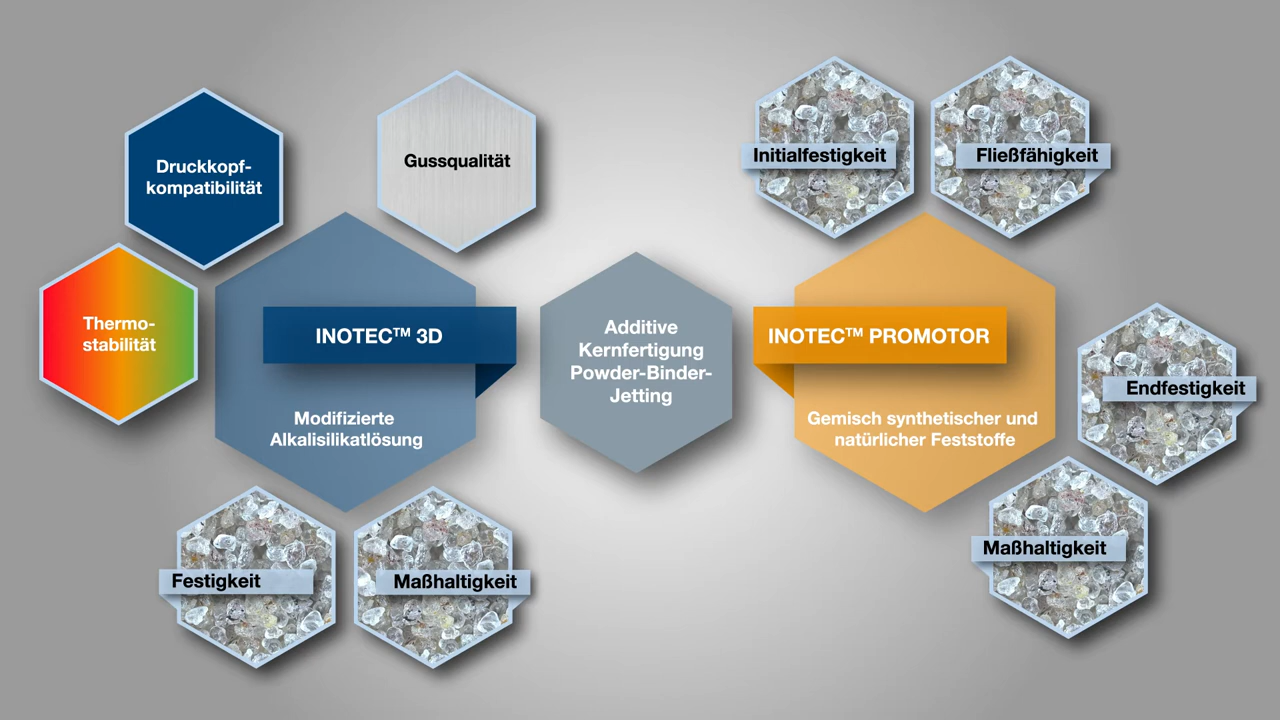 Druckkopf-
kompatibilität
Gussqualität
Thermo-
stabilität
INOTEC™ 3D
Modifizierte
Alkalisilikatlösung
Festigkeit
Maßhaltigkeit
Additive
Kernfertigung
Powder-Binder-
Jetting
Initialfestigkeit
Fließfähigkeit
INOTEC™ PROMOTOR
Gemisch synthetischer und
natürlicher Feststoffe
Endfestigkeit
Maßhaltigkeit